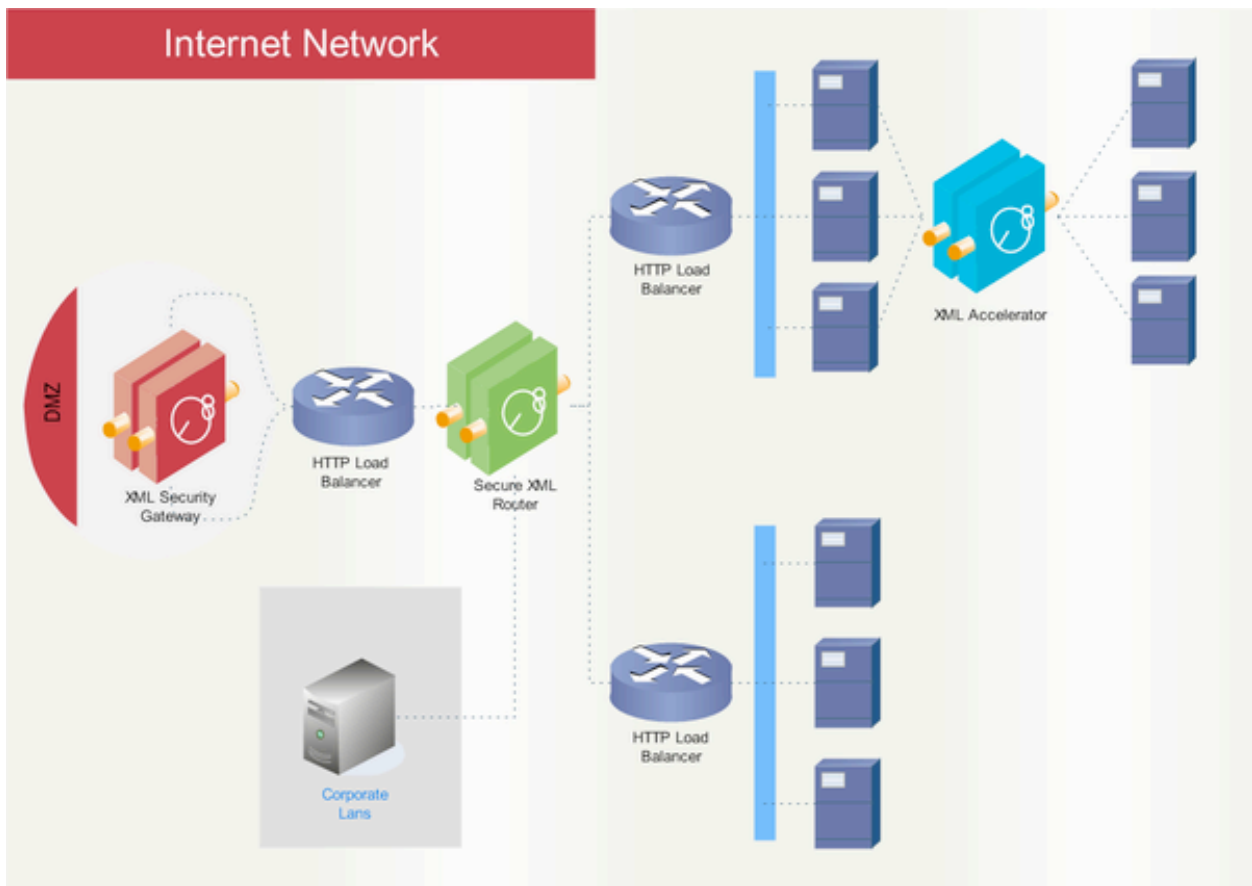 Internet Network
DMZ
XML Security
Gateway
HTTP Load
Balancer
Secure XML
Router
Corporate
Lans
HTTP Load
Balancer
XML Accelerator
HTTP Load
Balancer